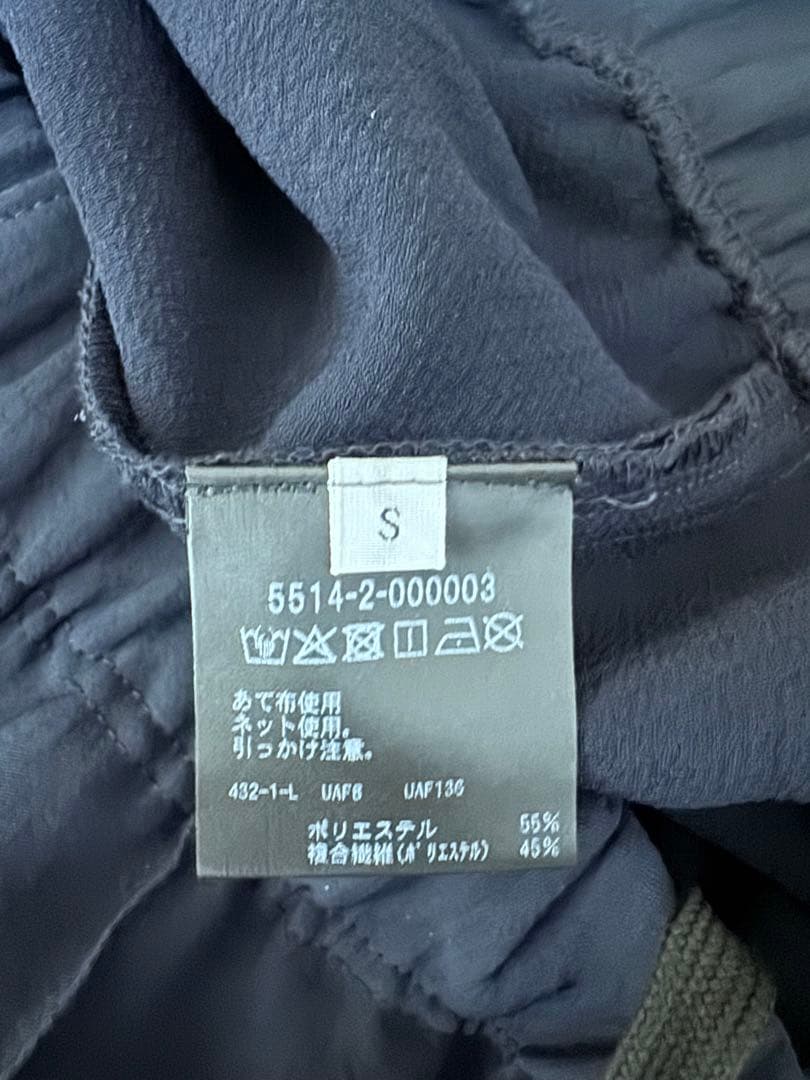 S
5514-2-000003
あて布使用
ネット使用。
引っかけ注意。
432-1-L UAF6 UAF136
ポリエステル 55%
複合繊維(ポリエステル) 45%